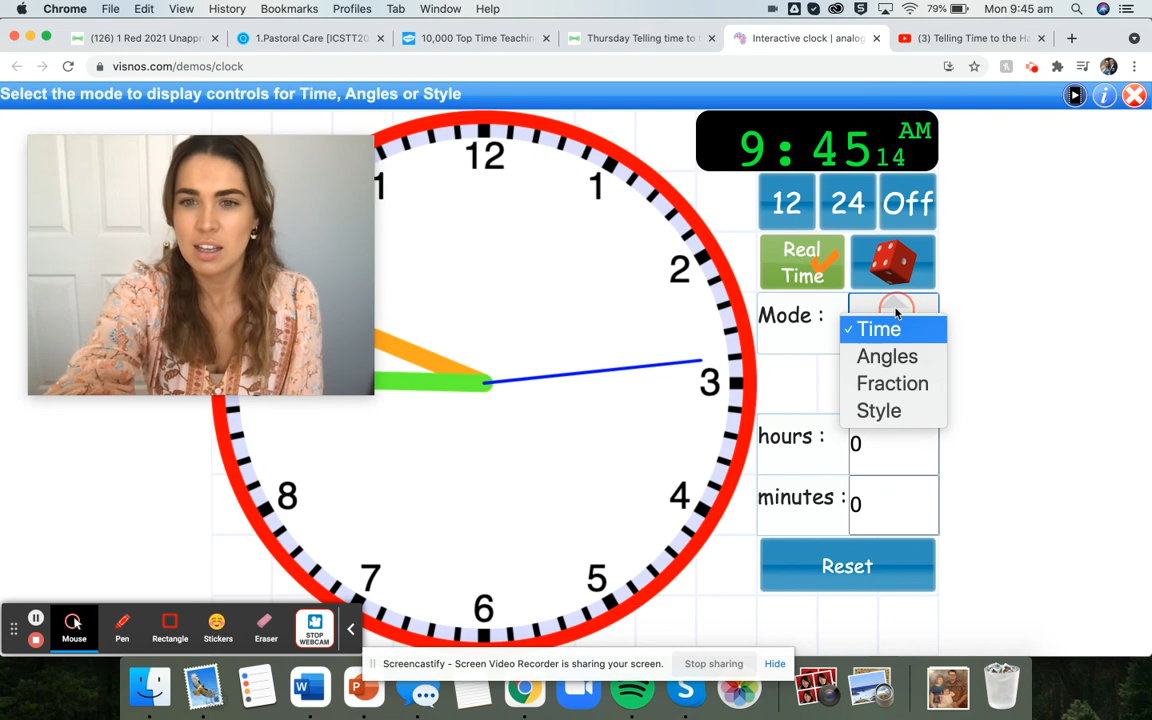 Chrome File Edit View History Bookmarks Profiles Tab Window Help 79% Mon 9:45 am
(126) 1 Red 2021 Unappr
1.Pastoral Care [ICSTT20
10,000 Top Time Teachin
Thursday Telling time to t
Interactive clock | analog
(3) Telling Time to the Ha
visnos.com/demos/clock
Select the mode to display controls for Time, Angles or Style
12
1
1
2
3
4
5
6
7
8
9:45 14 AM
12 24 Off
Real
Time
Mode :
✓ Time
Angles
Fraction
Style
hours : 0
minutes : 0
Reset
Mouse Pen Rectangle Stickers Eraser STOP
WEBCAM
Screencastify - Screen Video Recorder is sharing your screen. Stop sharing Hide